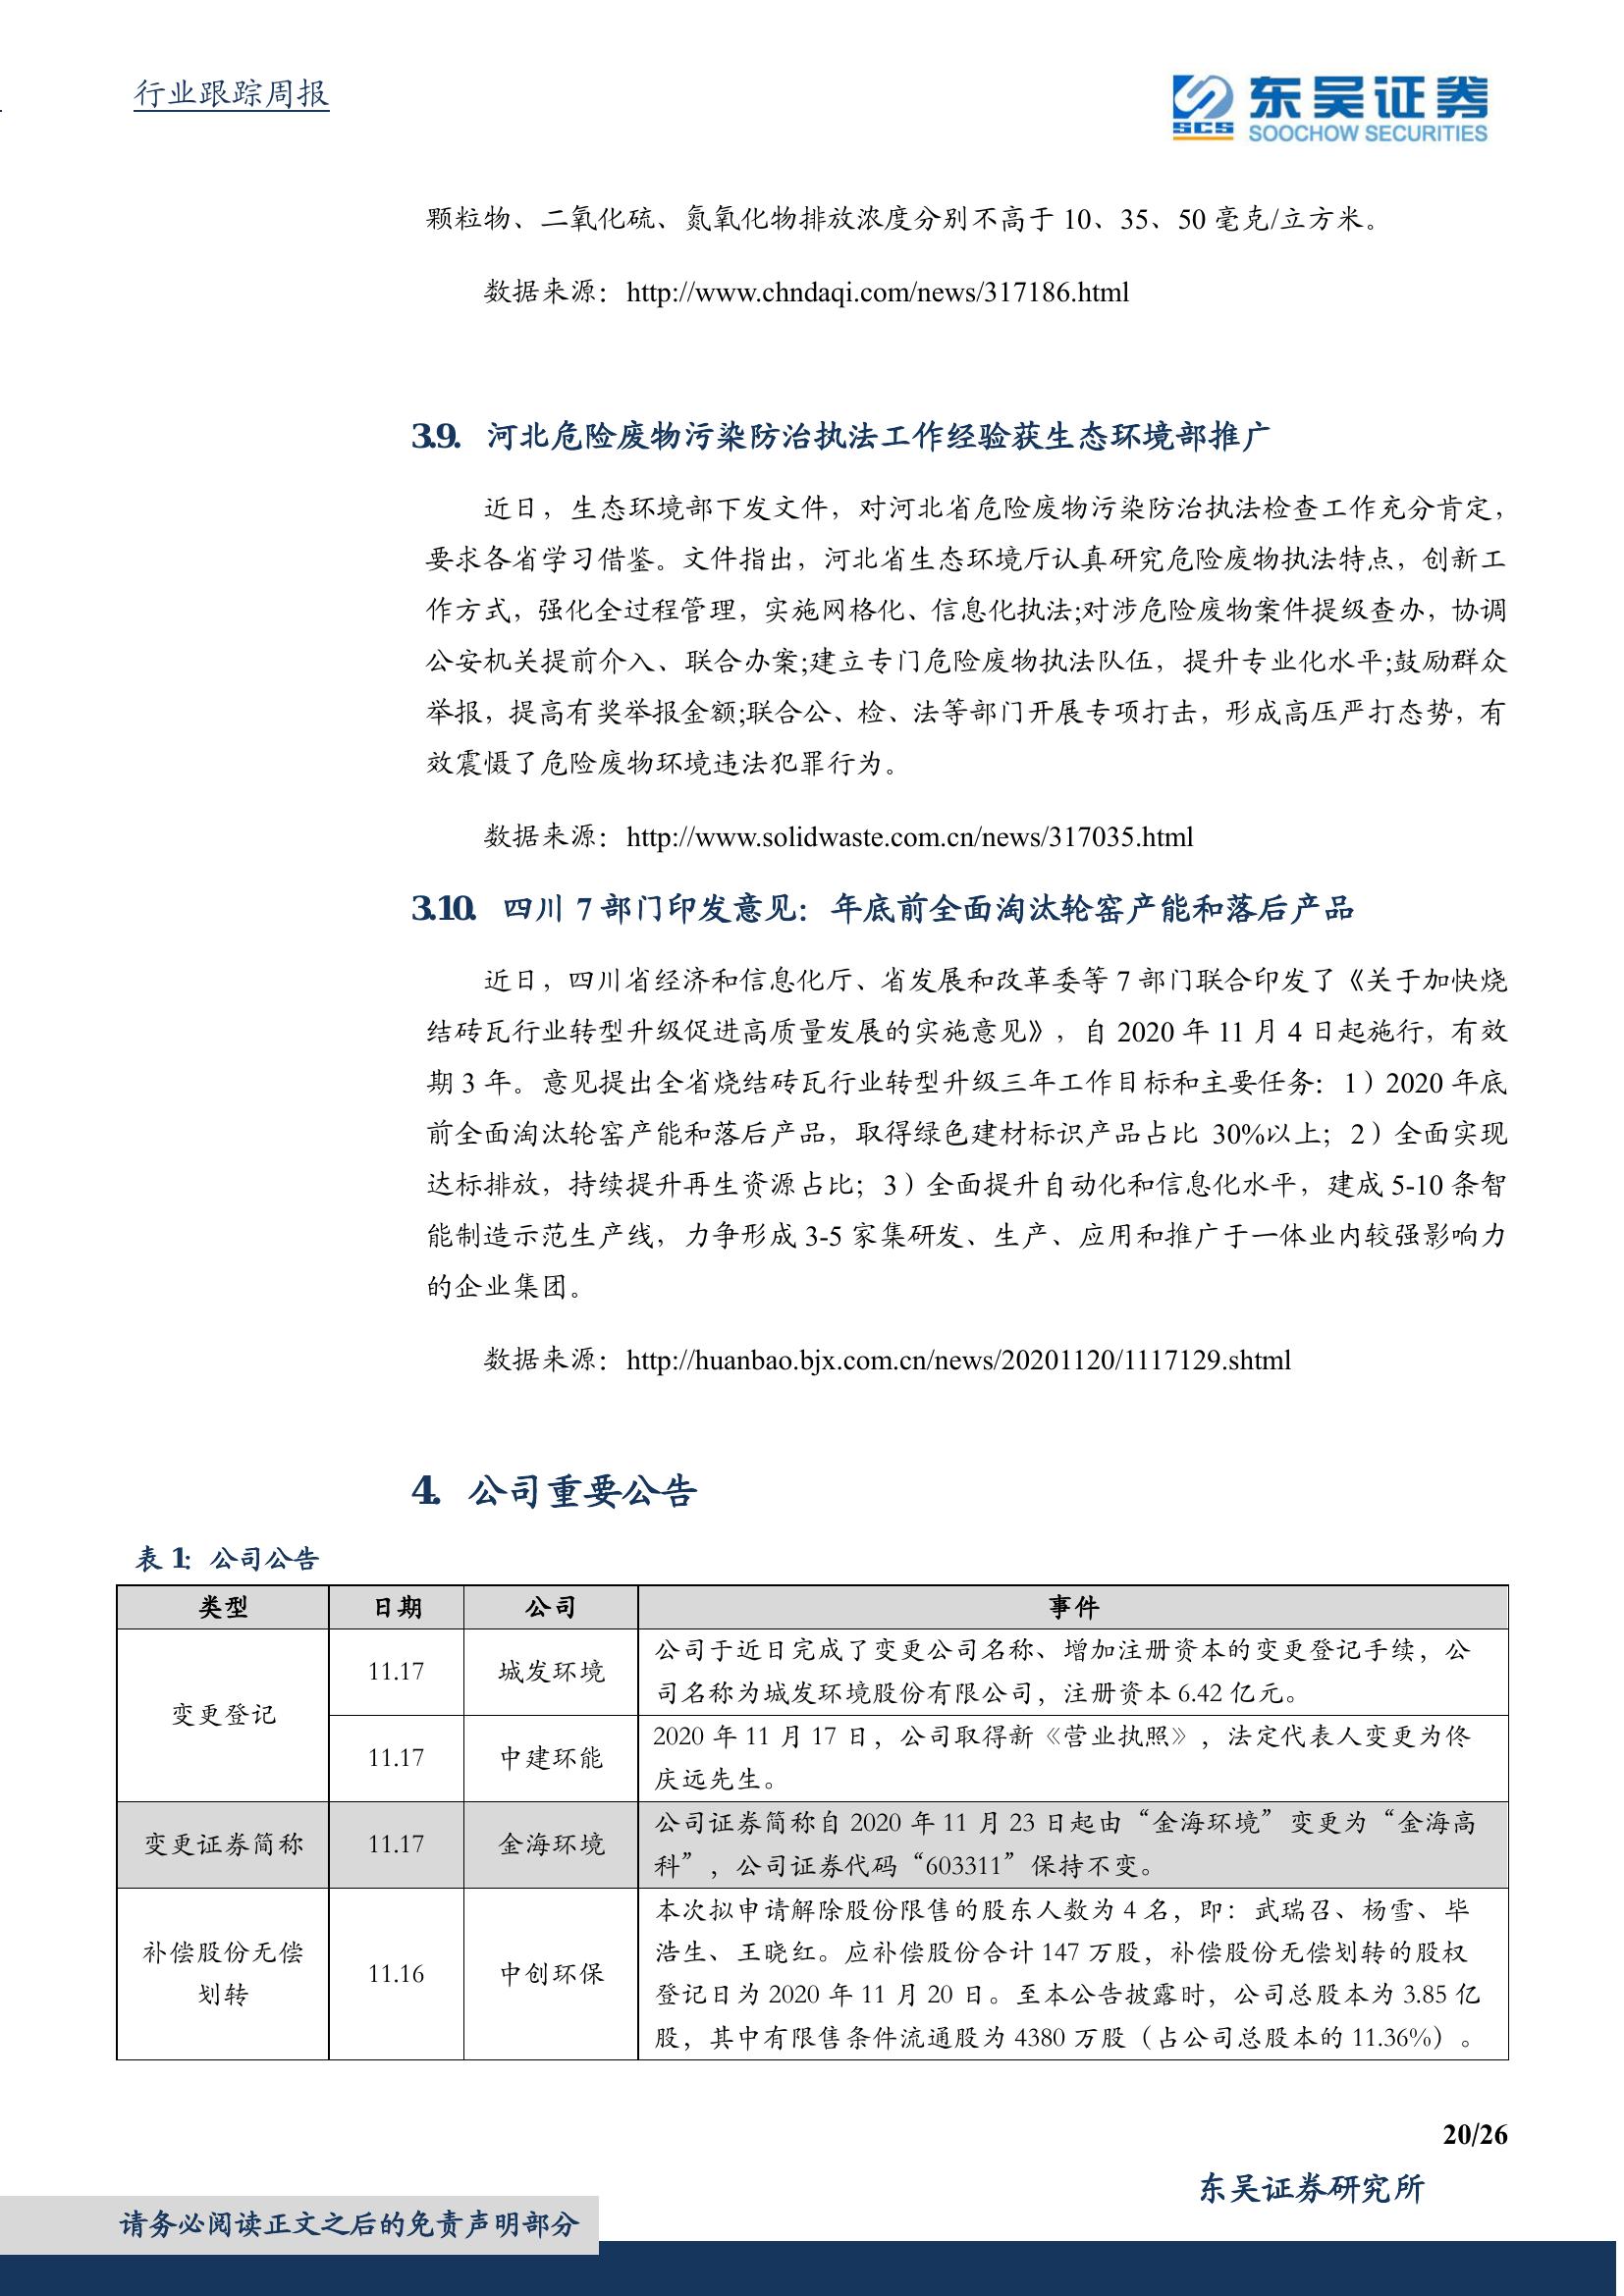 行业跟踪周报
东吴证券
SCS
SOOCHOW SECURITIES
颗粒物、二氧化硫、氮氧化物排放浓度分别不高于 10、35、50 毫克/立方米。
数据来源：http://www.chndaqi.com/news/317186.html
3.9. 河北危险废物污染防治执法工作经验获生态环境部推广
近日，生态环境部下发文件，对河北省危险废物污染防治执法检查工作充分肯定，
要求各省学习借鉴。文件指出，河北省生态环境厅认真研究危险废物执法特点，创新工
作方式，强化全过程管理，实施网格化、信息化执法;对涉危险废物案件提级查办，协调
公安机关提前介入、联合办案;建立专门危险废物执法队伍，提升专业化水平;鼓励群众
举报，提高有奖举报金额;联合公、检、法等部门开展专项打击，形成高压严打态势，有
效震慑了危险废物环境违法犯罪行为。
数据来源：http://www.solidwaste.com.cn/news/317035.html
3.10. 四川 7 部门印发意见：年底前全面淘汰轮窑产能和落后产品
近日，四川省经济和信息化厅、省发展和改革委等 7 部门联合印发了《关于加快烧
结砖瓦行业转型升级促进高质量发展的实施意见》，自 2020 年 11 月 4 日起施行，有效
期 3 年。意见提出全省烧结砖瓦行业转型升级三年工作目标和主要任务：1）2020 年底
前全面淘汰轮窑产能和落后产品，取得绿色建材标识产品占比 30%以上；2）全面实现
达标排放，持续提升再生资源占比；3）全面提升自动化和信息化水平，建成 5-10 条智
能制造示范生产线，力争形成 3-5 家集研发、生产、应用和推广于一体业内较强影响力
的企业集团。
数据来源：http://huanbao.bjx.com.cn/news/20201120/1117129.shtml
4. 公司重要公告
表 1：公司公告
类型 日期 公司 事件
变更登记
11.17 城发环境
公司于近日完成了变更公司名称、增加注册资本的变更登记手续，公
司名称为城发环境股份有限公司，注册资本 6.42 亿元。
11.17 中建环能
2020 年 11 月 17 日，公司取得新《营业执照》，法定代表人变更为佟
庆远先生。
变更证券简称 11.17 金海环境
公司证券简称自 2020 年 11 月 23 日起由“金海环境”变更为“金海高
科”，公司证券代码“603311”保持不变。
补偿股份无偿
划转
11.16 中创环保
本次拟申请解除股份限售的股东人数为 4 名，即：武瑞召、杨雪、毕
浩生、王晓红。应补偿股份合计 147 万股，补偿股份无偿划转的股权
登记日为 2020 年 11 月 20 日。至本公告披露时，公司总股本为 3.85 亿
股，其中有限售条件流通股为 4380 万股（占公司总股本的 11.36%）。
20/26
东吴证券研究所
请务必阅读正文之后的免责声明部分